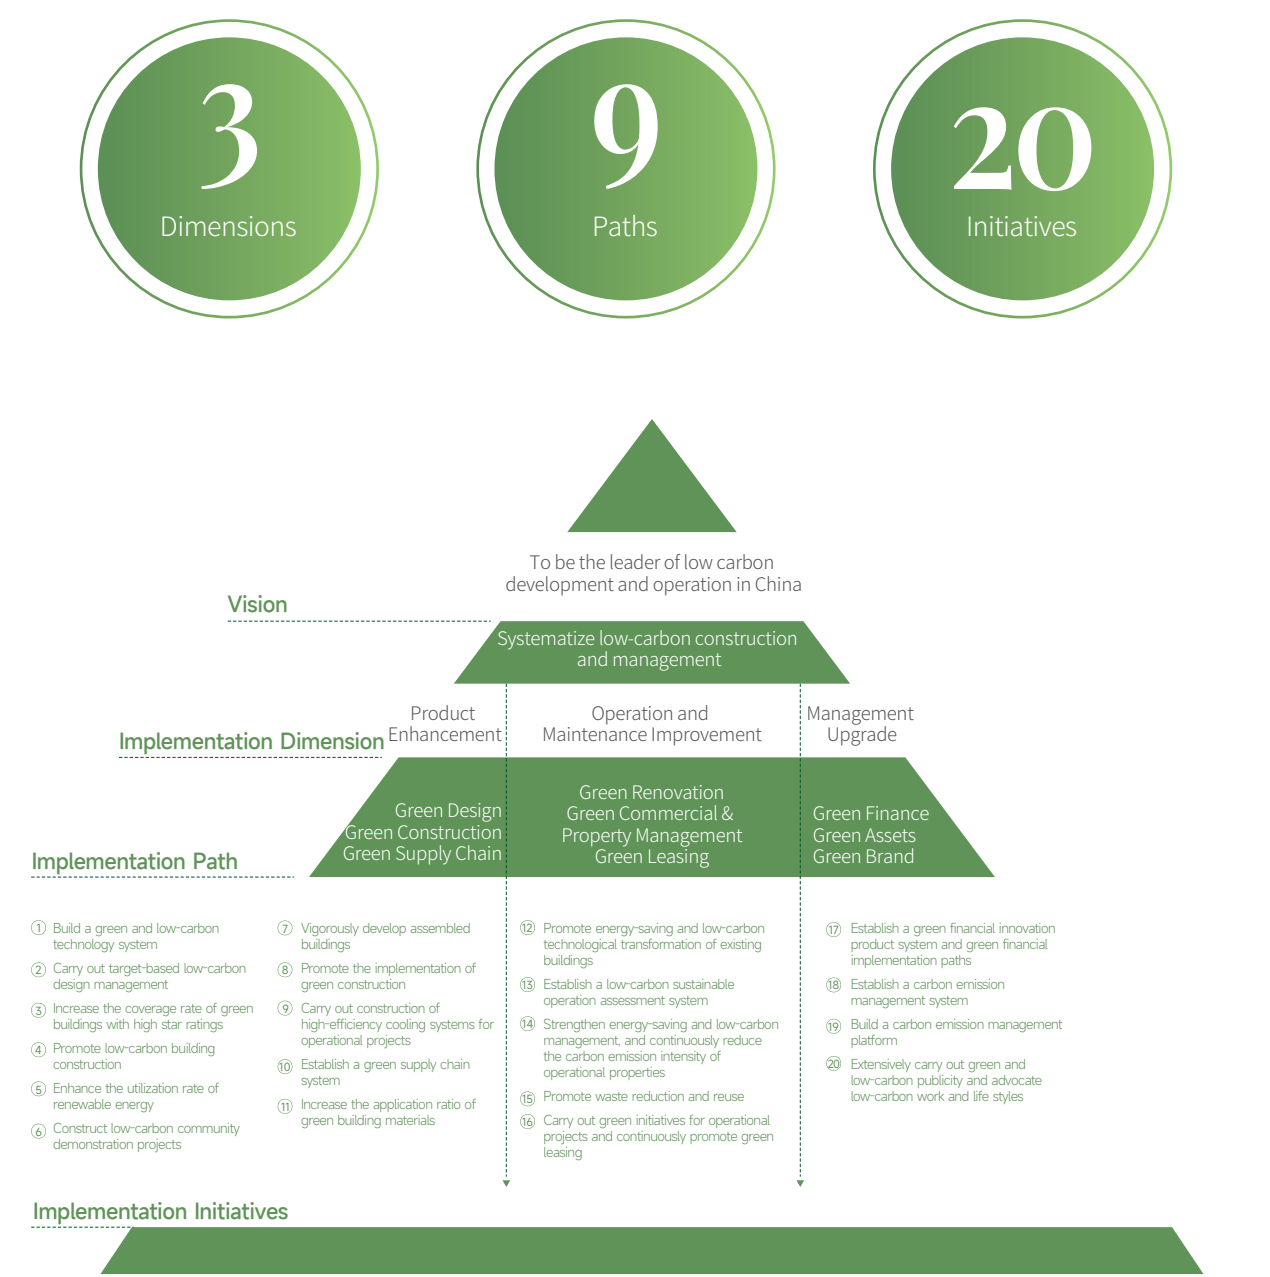 3
Dimensions
9
Paths
20
Initiatives
To be the leader of low carbon
development and operation in China
Vision
Systematize low-carbon construction
and management
Product
Enhancement
Operation and
Maintenance Improvement
Management
Upgrade
Implementation Dimension
Green Design
Green Construction
Green Supply Chain
Green Renovation
Green Commercial &
Property Management
Green Leasing
Green Finance
Green Assets
Green Brand
Implementation Path
① Build a green and low-carbon
technology system
② Carry out target-based low-carbon
design management
③ Increase the coverage rate of green
buildings with high star ratings
④ Promote low-carbon building
construction
⑤ Enhance the utilization rate of
renewable energy
⑥ Construct low-carbon community
demonstration projects
⑦ Vigorously develop assembled
buildings
⑧ Promote the implementation of
green construction
⑨ Carry out construction of
high-efficiency cooling systems for
operational projects
⑩ Establish a green supply chain
system
⑪ Increase the application ratio of
green building materials
⑫ Promote energy-saving and low-carbon
technological transformation of existing
buildings
⑬ Establish a low-carbon sustainable
operation assessment system
⑭ Strengthen energy-saving and low-carbon
management, and continuously reduce
the carbon emission intensity of
operational properties
⑮ Promote waste reduction and reuse
⑯ Carry out green initiatives for operational
projects and continuously promote green
leasing
⑰ Establish a green financial innovation
product system and green financial
implementation paths
⑱ Establish a carbon emission
management system
⑲ Build a carbon emission management
platform
⑳ Extensively carry out green and
low-carbon publicity and advocate
low-carbon work and life styles
Implementation Initiatives